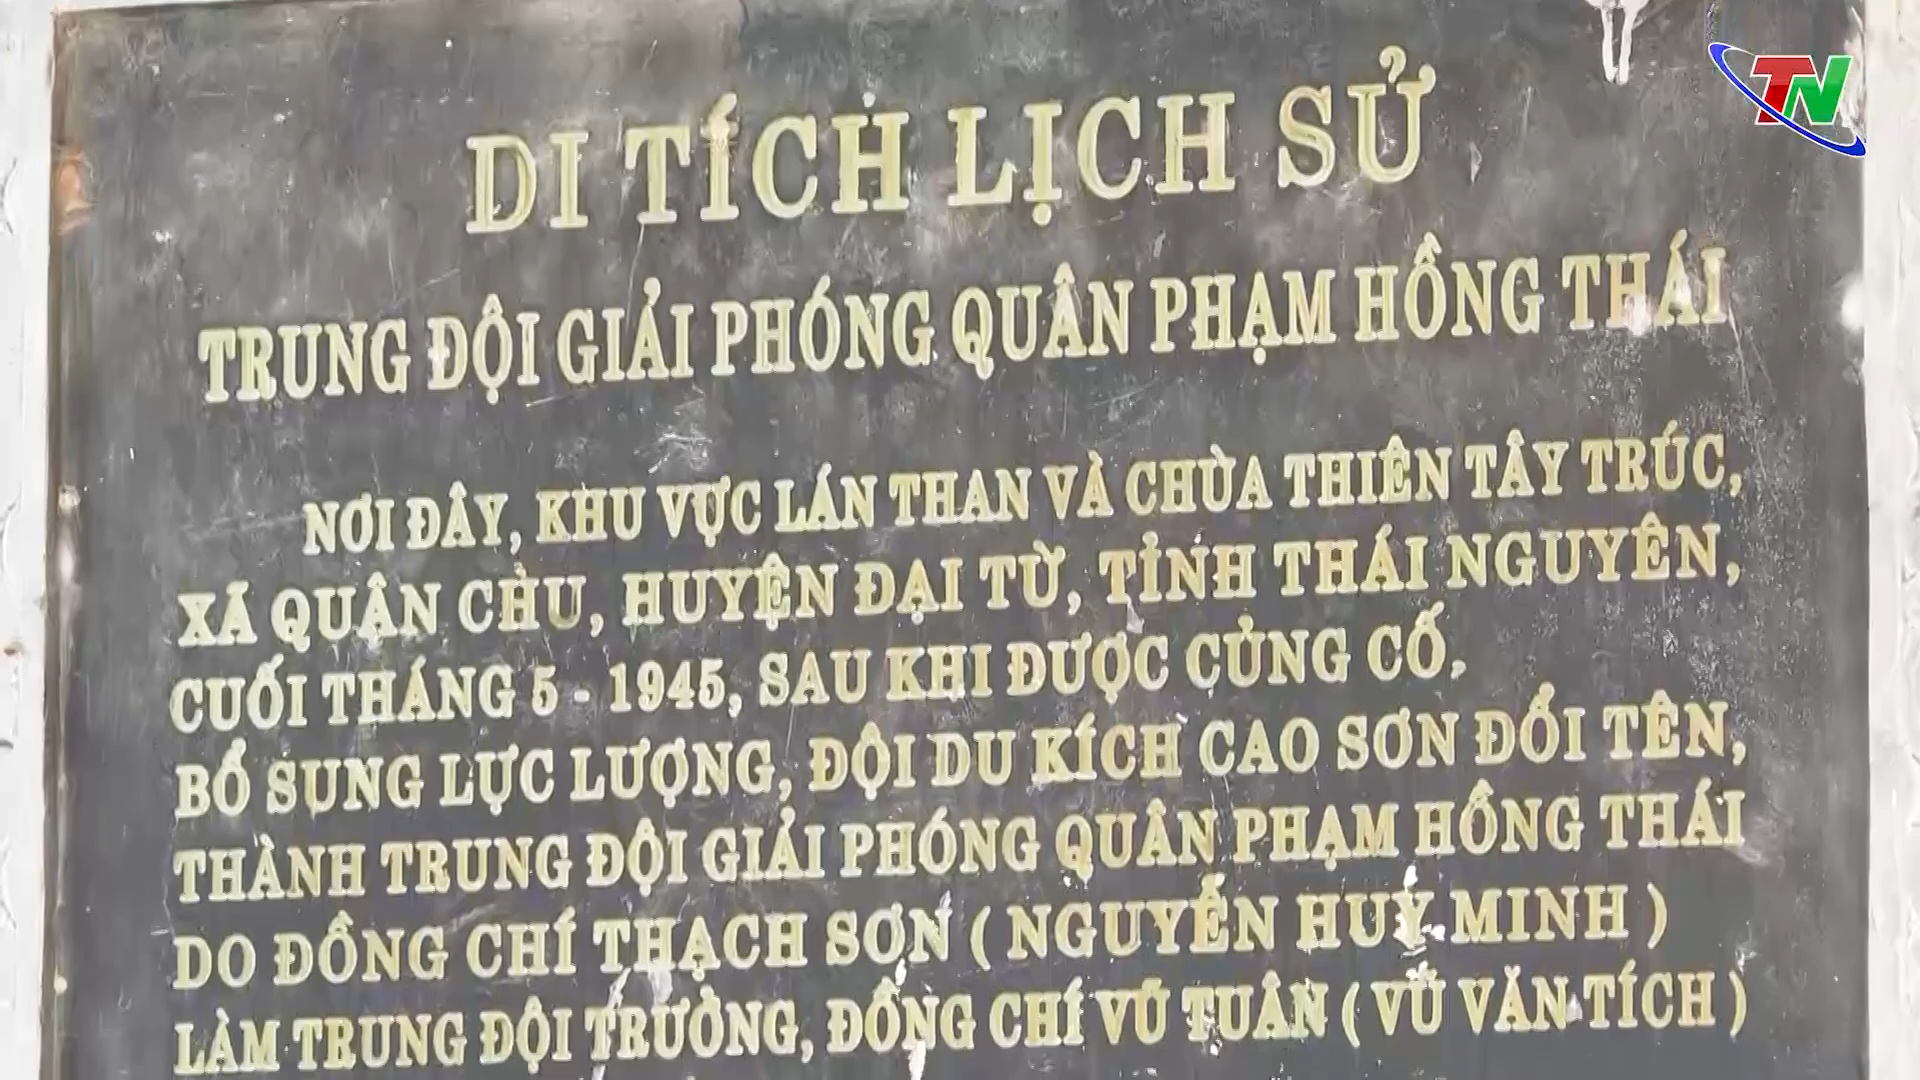 TN
DI TÍCH LỊCH SỬ
TRUNG ĐỘI GIẢI PHÓNG QUÂN PHẠM HỒNG THÁI
NƠI ĐÂY, KHU VỰC LÁN THAN VÀ CHÙA THIÊN TÂY TRÚC,
XÃ QUÂN CHU, HUYỆN ĐẠI TỪ, TỈNH THÁI NGUYÊN,
CUỐI THÁNG 5 - 1945, SAU KHI ĐƯỢC CỦNG CỐ,
BỔ SUNG LỰC LƯỢNG, ĐỘI DU KÍCH CAO SƠN ĐỔI TÊN,
THÀNH TRUNG ĐỘI GIẢI PHÓNG QUÂN PHẠM HỒNG THÁI
DO ĐỒNG CHÍ THẠCH SƠN ( NGUYỄN HUY MINH )
LÀM TRUNG ĐỘI TRƯỞNG, ĐỒNG CHÍ VŨ TUÂN ( VŨ VĂN TÍCH )